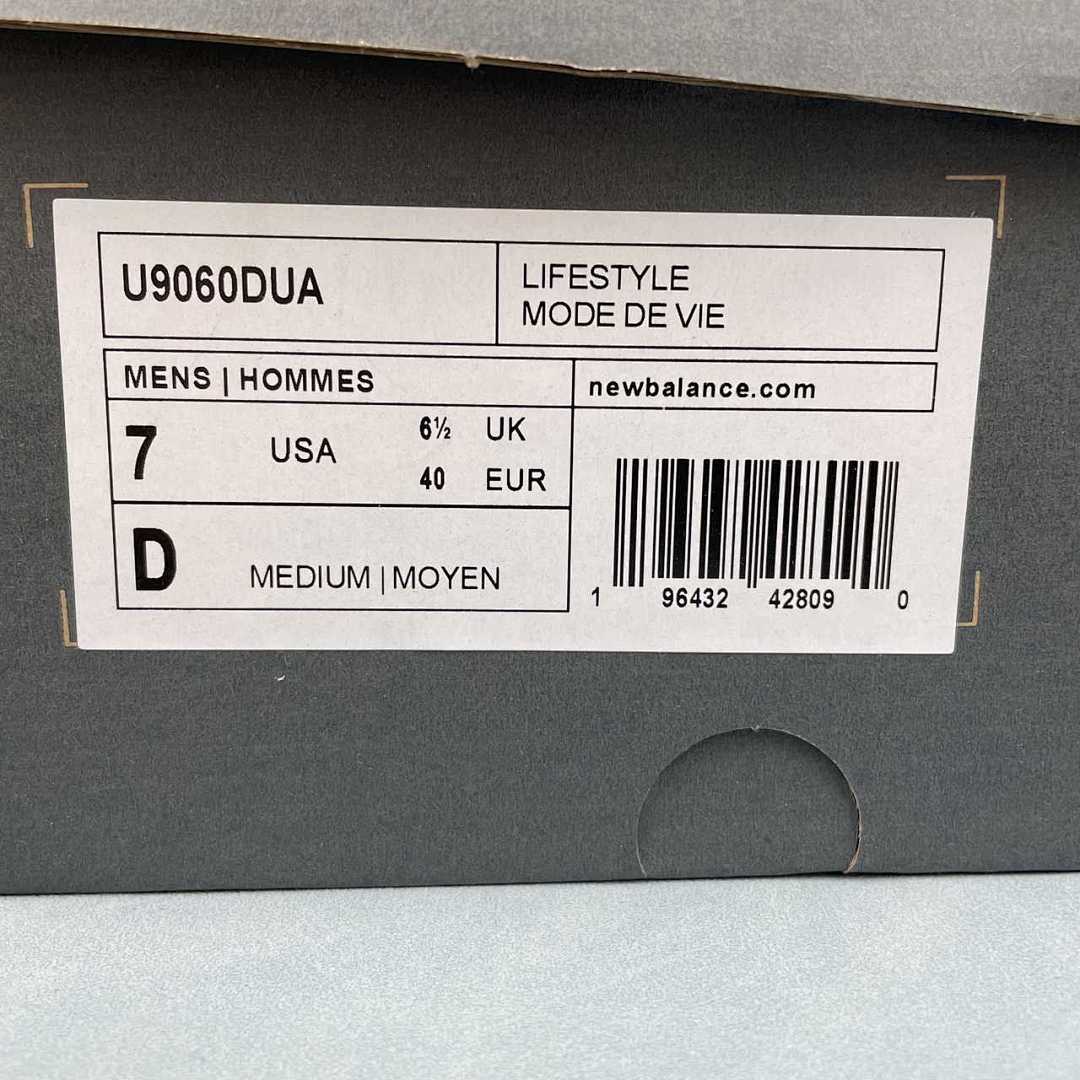 U9060DUA
LIFESTYLE
MODE DE VIE
MENS | HOMMES
newbalance.com
7 USA
6½ UK
40 EUR
D MEDIUM | MOYEN
1 96432 42809 0